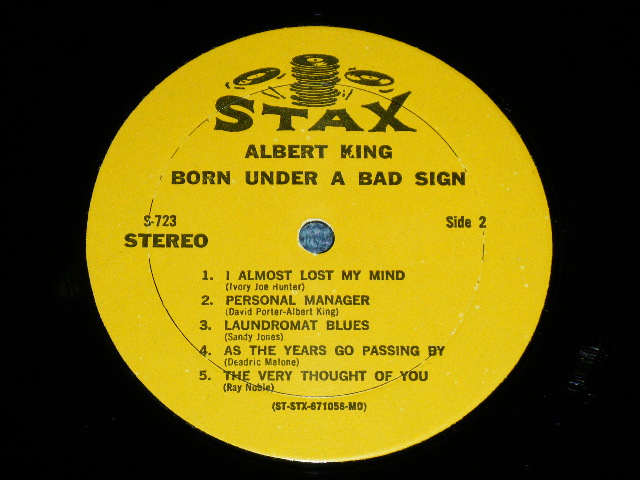 STAX
ALBERT KING
BORN UNDER A BAD SIGN
S-723
Side 2
STEREO
1. I ALMOST LOST MY MIND
(Ivory Joe Hunter)
2. PERSONAL MANAGER
(David Porter-Albert King)
3. LAUNDROMAT BLUES
(Sandy Jones)
4. AS THE YEARS GO PASSING BY
(Deadric Malone)
5. THE VERY THOUGHT OF YOU
(Ray Noble)
(ST-STX-671058-MO)